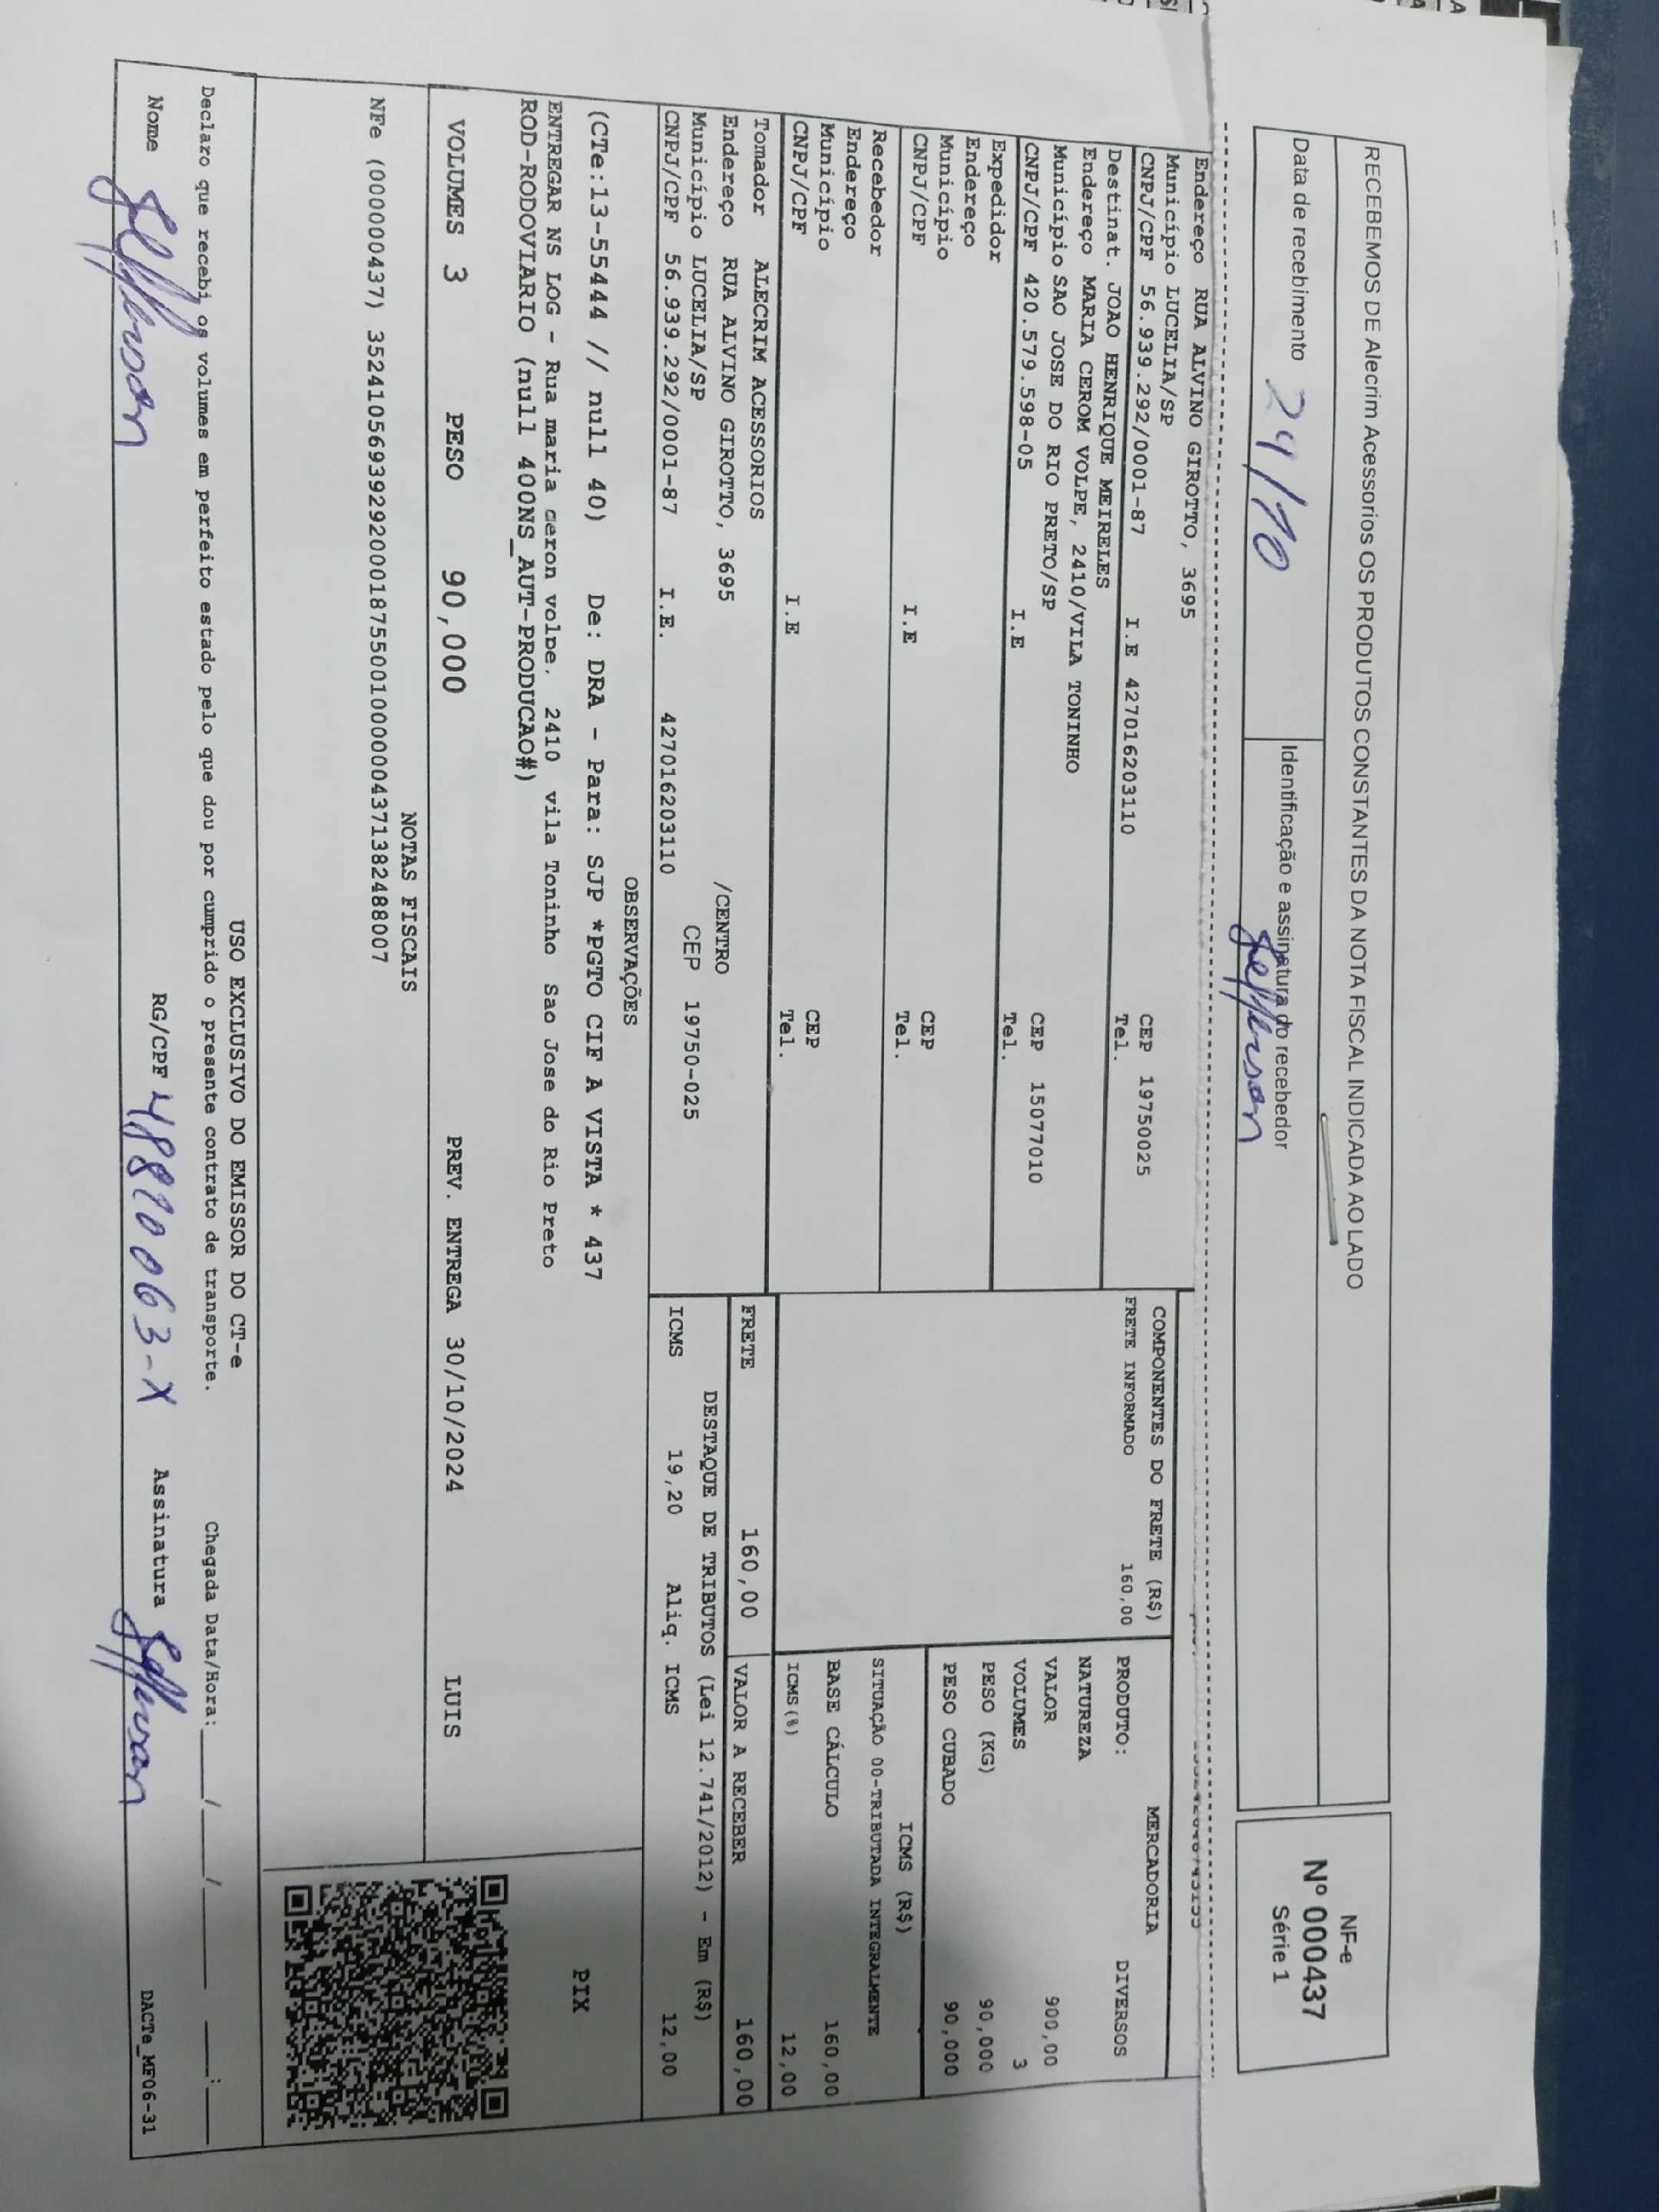 RECEBEMOS DE Alecrim Acessorios OS PRODUTOS CONSTANTES DA NOTA FISCAL INDICADA AO LADO
Data de recebimento 24/10
Identificação e assinatura do recebedor
Jefferson
NF-e
Nº 000437
Série 1
Endereço RUA ALVINO GIROTTO, 3695
Município LUCELIA/SP CEP 19750025
CNPJ/CPF 56.939.292/0001-87 I.E 427016203110 Tel.
Destinat. JOAO HENRIQUE MEIRELES
Endereço MARIA CEROM VOLPE, 2410/VILA TONINHO
Município SAO JOSE DO RIO PRETO/SP CEP 15077010
CNPJ/CPF 420.579.598-05 I.E Tel.
Expedidor
Endereço
Município CEP
CNPJ/CPF I.E Tel.
Recebedor
Endereço
Município CEP
CNPJ/CPF I.E Tel.
Tomador ALECRIM ACESSORIOS
Endereço RUA ALVINO GIROTTO, 3695 /CENTRO
Município LUCELIA/SP CEP 19750-025
CNPJ/CPF 56.939.292/0001-87 I.E. 427016203110
COMPONENTES DO FRETE (R$)
FRETE INFORMADO 160,00
MERCADORIA
PRODUTO: DIVERSOS
NATUREZA
VALOR 900,00
VOLUMES 3
PESO (KG) 90,000
PESO CUBADO 90,000
ICMS (R$)
SITUAÇÃO 00-TRIBUTADA INTEGRALMENTE
BASE CÁLCULO 160,00
ICMS(%) 12,00
FRETE 160,00 VALOR A RECEBER 160,00
DESTAQUE DE TRIBUTOS (Lei 12.741/2012) - Em (R$)
ICMS 19,20 Aliq. ICMS 12,00
OBSERVAÇÕES
(CTe:13-55444 // null 40) De: DRA - Para: SJP *PGTO CIF A VISTA * 437
ENTREGAR NS LOG - Rua maria ceron volpe. 2410 vila Toninho Sao Jose do Rio Preto
ROD-RODOVIARIO (null 400NS_AUT-PRODUCAO#)
PIX
VOLUMES 3 PESO 90,000 PREV. ENTREGA 30/10/2024 LUIS
NOTAS FISCAIS
NFe (000000437) 35241056939292000187550010000004371382488007
USO EXCLUSIVO DO EMISSOR DO CT-e
Declaro que recebi os volumes em perfeito estado pelo que dou por cumprido o presente contrato de transporte. Chegada Data/Hora:____/____/____ ___:___
Nome Jefferson RG/CPF 48870063-X Assinatura Jefferson
DACTe_MF06-31